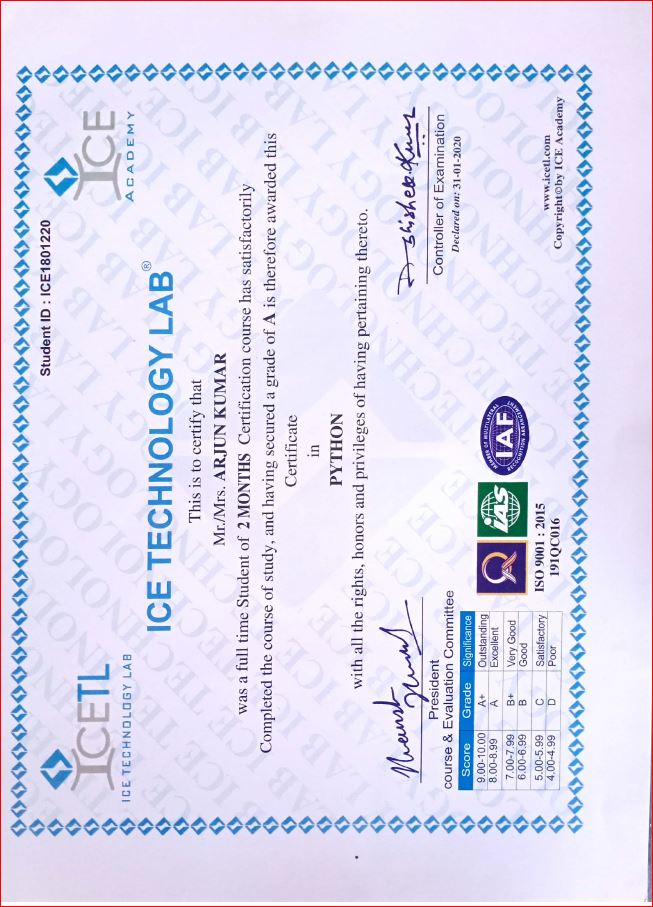 Student ID : ICE1801220
ICETL
ICE TECHNOLOGY LAB
ICE
ACADEMY
ICE TECHNOLOGY LAB®
This is to certify that
Mr./Mrs. ARJUN KUMAR
was a full time Student of 2 MONTHS Certification course has satisfactorily
Completed the course of study, and having secured a grade of A is therefore awarded this
Certificate
in
PYTHON
with all the rights, honors and privileges of having pertaining thereto.
President
course & Evaluation Committee
Controller of Examination
Declared on: 31-01-2020
Score Grade Significance
9.00-10.00 A+ Outstanding
8.00-8.99 A Excellent
7.00-7.99 B+ Very Good
6.00-6.99 B Good
5.00-5.99 C Satisfactory
4.00-4.99 D Poor
IAS
MEMBER OF MULTILATERAL
IAF
RECOGNITION ARRANGEMENT
ISO 9001 : 2015
191QC016
www.icetl.com
Copyright©by ICE Academy